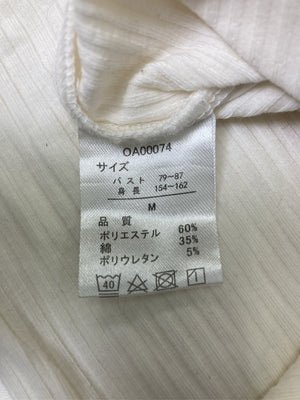 OA00074
サイズ
バスト 79~87
身長 154~162
M
品質
ポリエステル 60%
綿 35%
ポリウレタン 5%
40